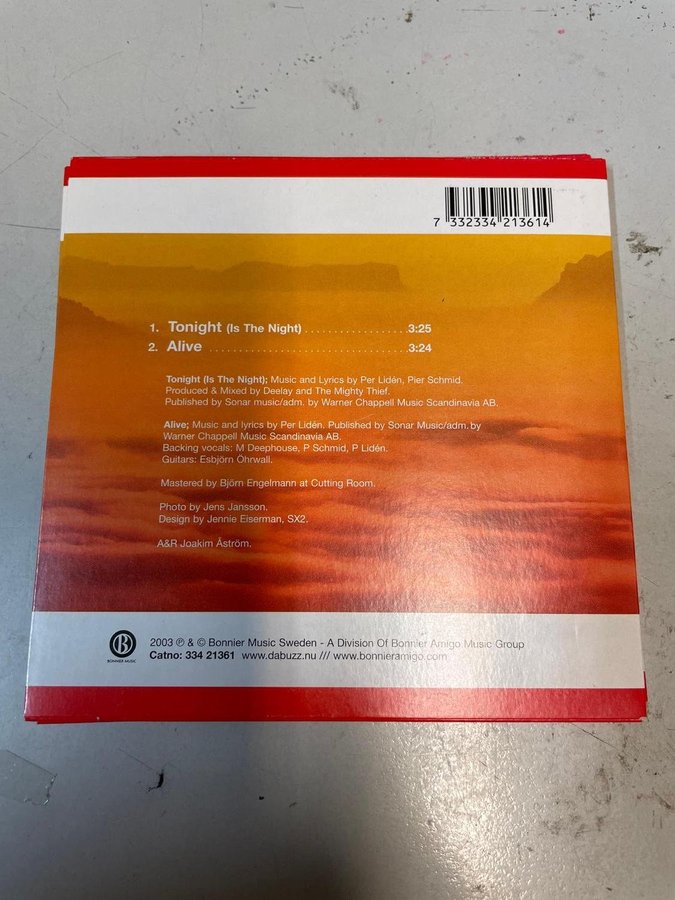 7 332334 213614
1. Tonight (Is The Night) ..................3:25
2. Alive ..................................3:24
Tonight (Is The Night); Music and Lyrics by Per Lidén, Pier Schmid.
Produced & Mixed by Deelay and The Mighty Thief.
Published by Sonar music/adm. by Warner Chappell Music Scandinavia AB.
Alive; Music and lyrics by Per Lidén. Published by Sonar Music/adm. by
Warner Chappell Music Scandinavia AB.
Backing vocals: M Deephouse, P Schmid, P Lidén.
Guitars: Esbjörn Öhrwall.
Mastered by Björn Engelmann at Cutting Room.
Photo by Jens Jansson.
Design by Jennie Eiserman, SX2.
A&R Joakim Åström.
B
BONNIER MUSIC
2003 ℗ & © Bonnier Music Sweden - A Division Of Bonnier Amigo Music Group
Catno: 334 21361 www.dabuzz.nu /// www.bonnieramigo.com